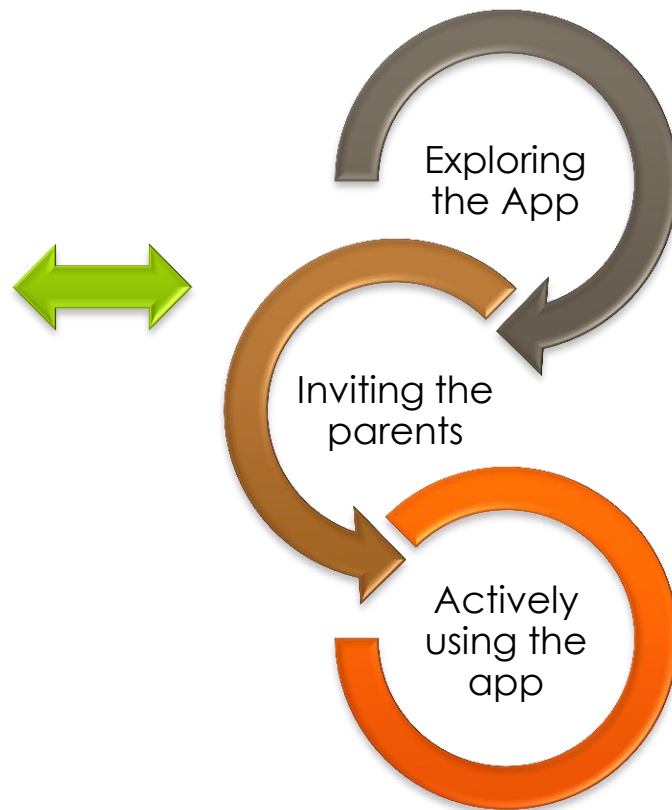 Exploring
the App
Inviting the
parents
Actively
using the
app